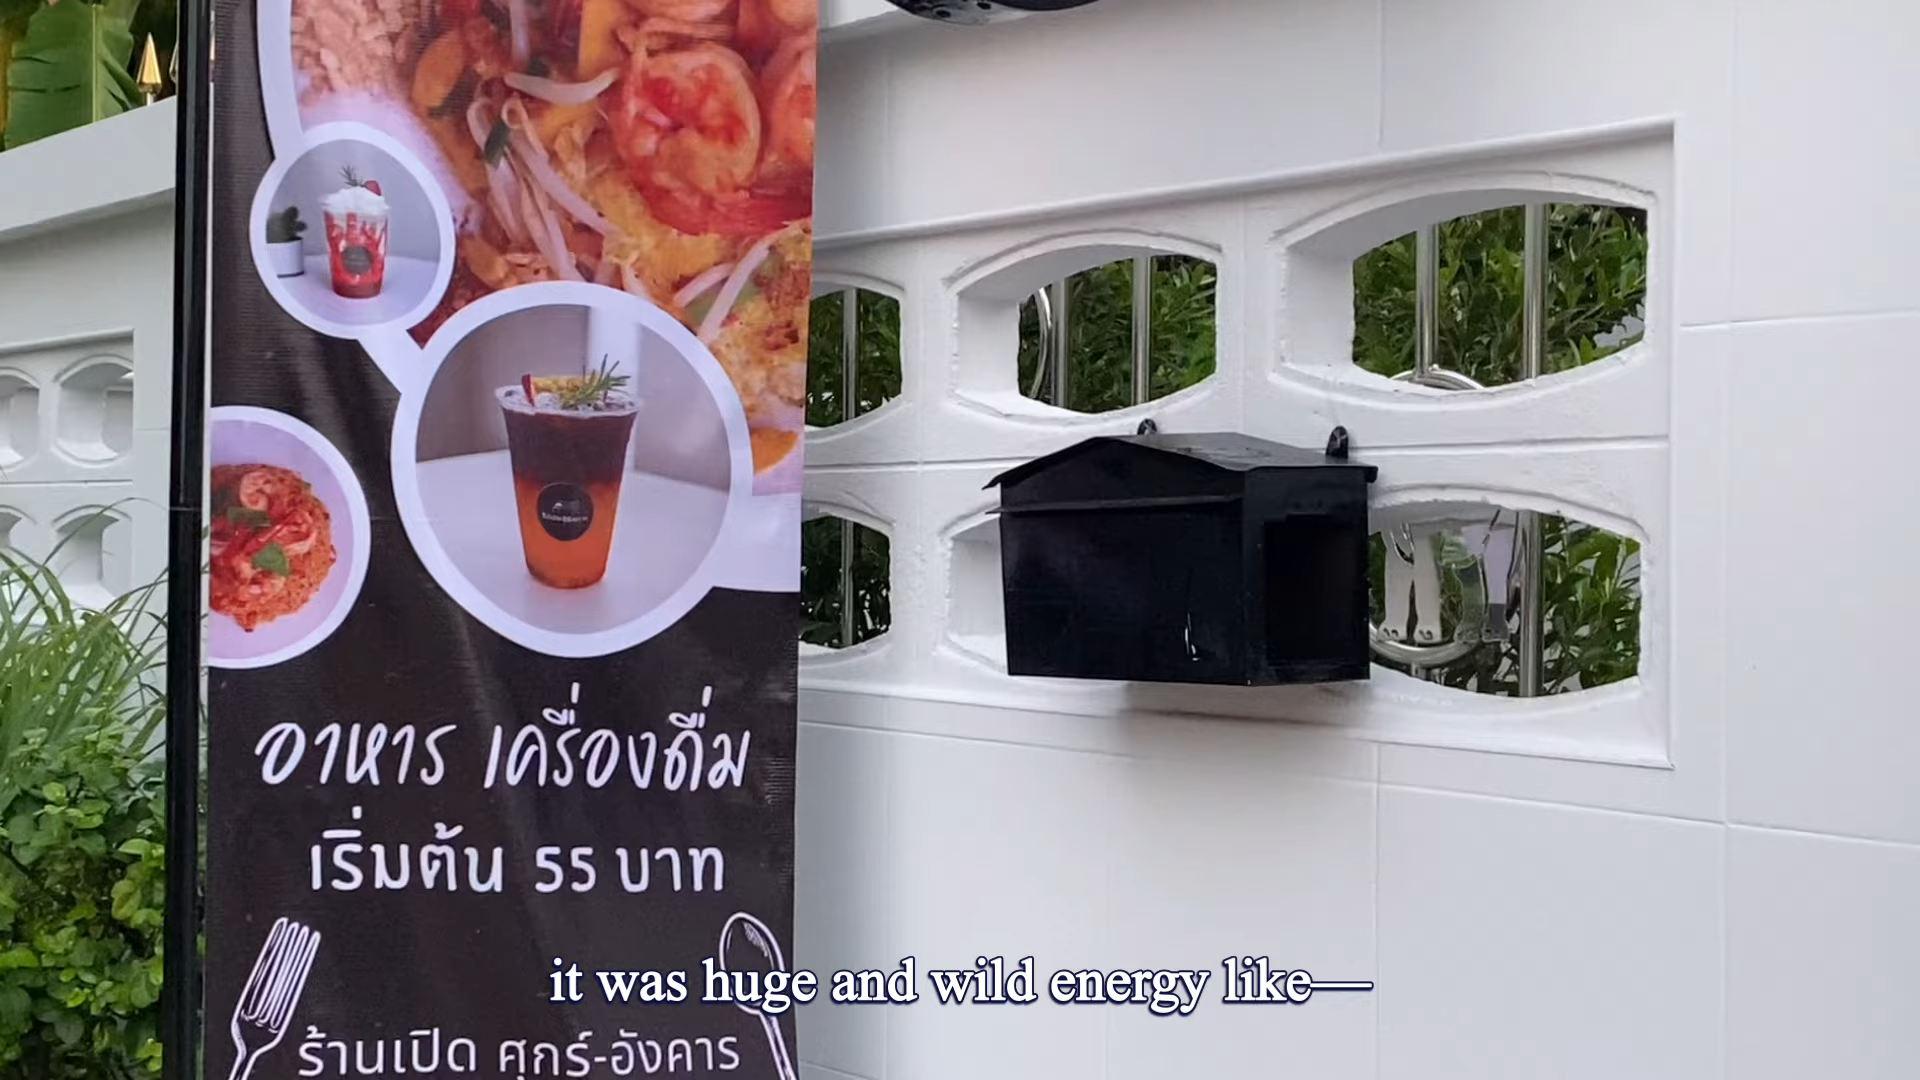 อาหาร เครื่องดื่ม
เริ่มต้น 55 บาท
it was huge and wild energy like—
ร้านเปิด ศุกร์-อังคาร